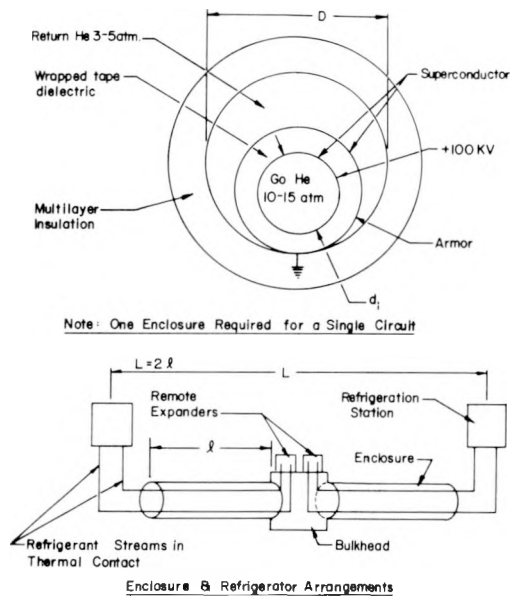 D
Return He 3-5atm.
Wrapped tape
dielectric
Superconductor
+100 KV
Go He
10-15 atm
Multilayer
Insulation
Armor
di
Note: One Enclosure Required for a Single Circuit
L=2ℓ
L
Remote
Expanders
Refrigeration
Station
ℓ
Enclosure
Refrigerant Streams in
Thermal Contact
Bulkhead
Enclosure & Refrigerator Arrangements